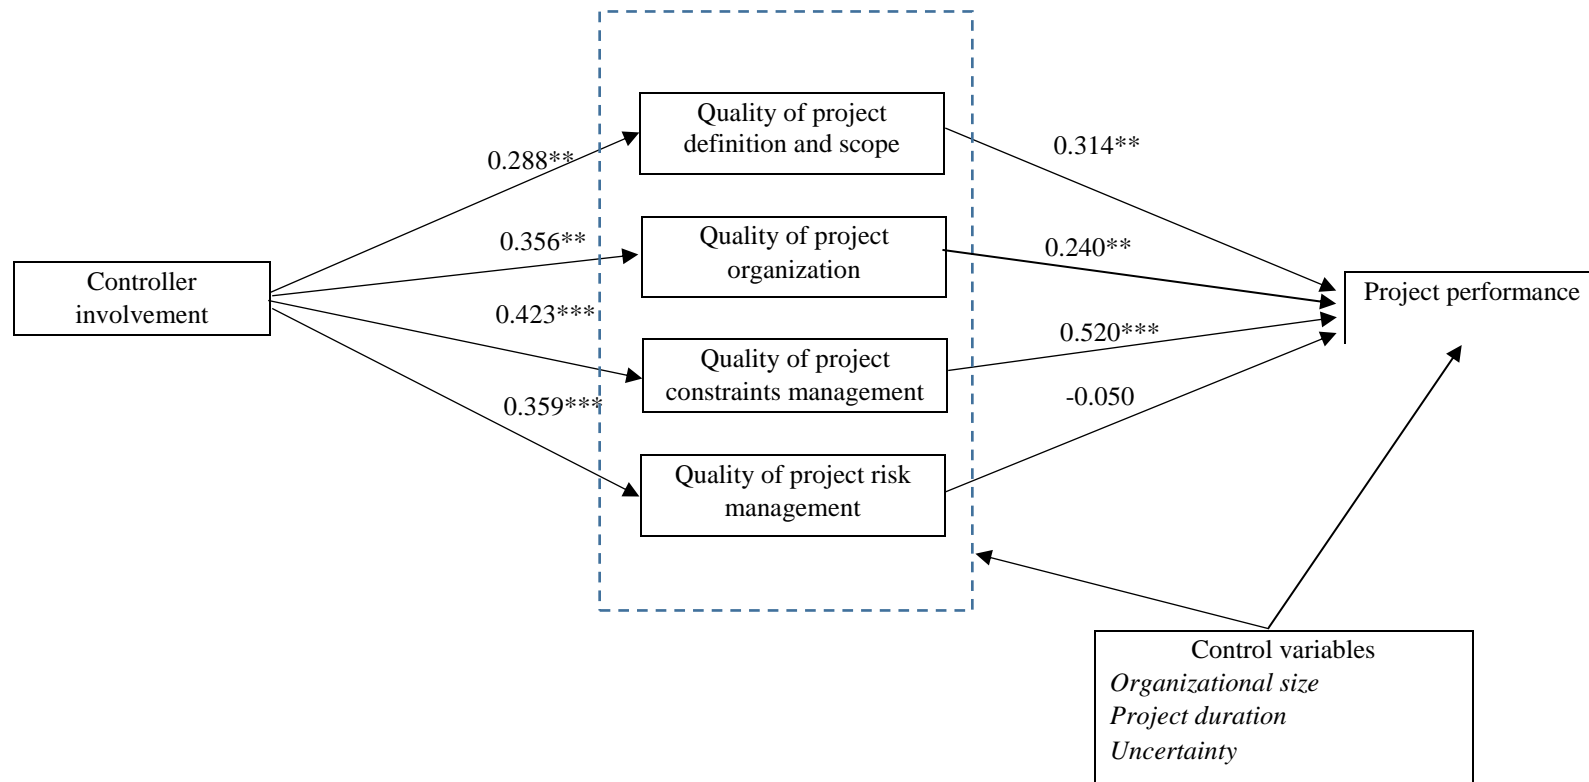 Quality of project
definition and scope
0.314**
0.288**
Quality of project
organization
0.356**
0.240**
Controller
involvement
Project performance
0.423***
0.520***
Quality of project
constraints management
0.359***
-0.050
Quality of project risk
management
Control variables
Organizational size
Project duration
Uncertainty